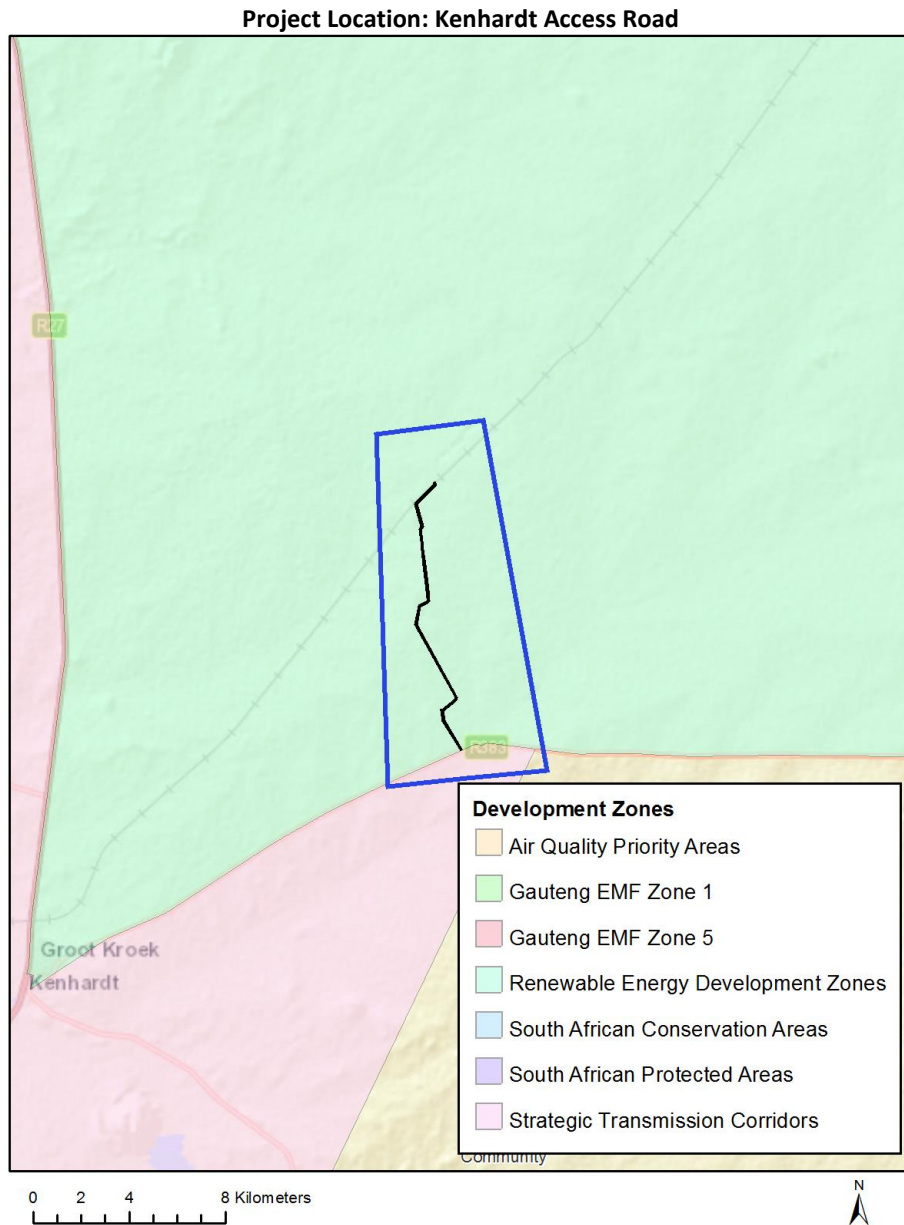 Project Location: Kenhardt Access Road
R27
R383
Groot Kroek
Kenhardt
Development Zones
Air Quality Priority Areas
Gauteng EMF Zone 1
Gauteng EMF Zone 5
Renewable Energy Development Zones
South African Conservation Areas
South African Protected Areas
Strategic Transmission Corridors
Community
0 2 4 8 Kilometers
N